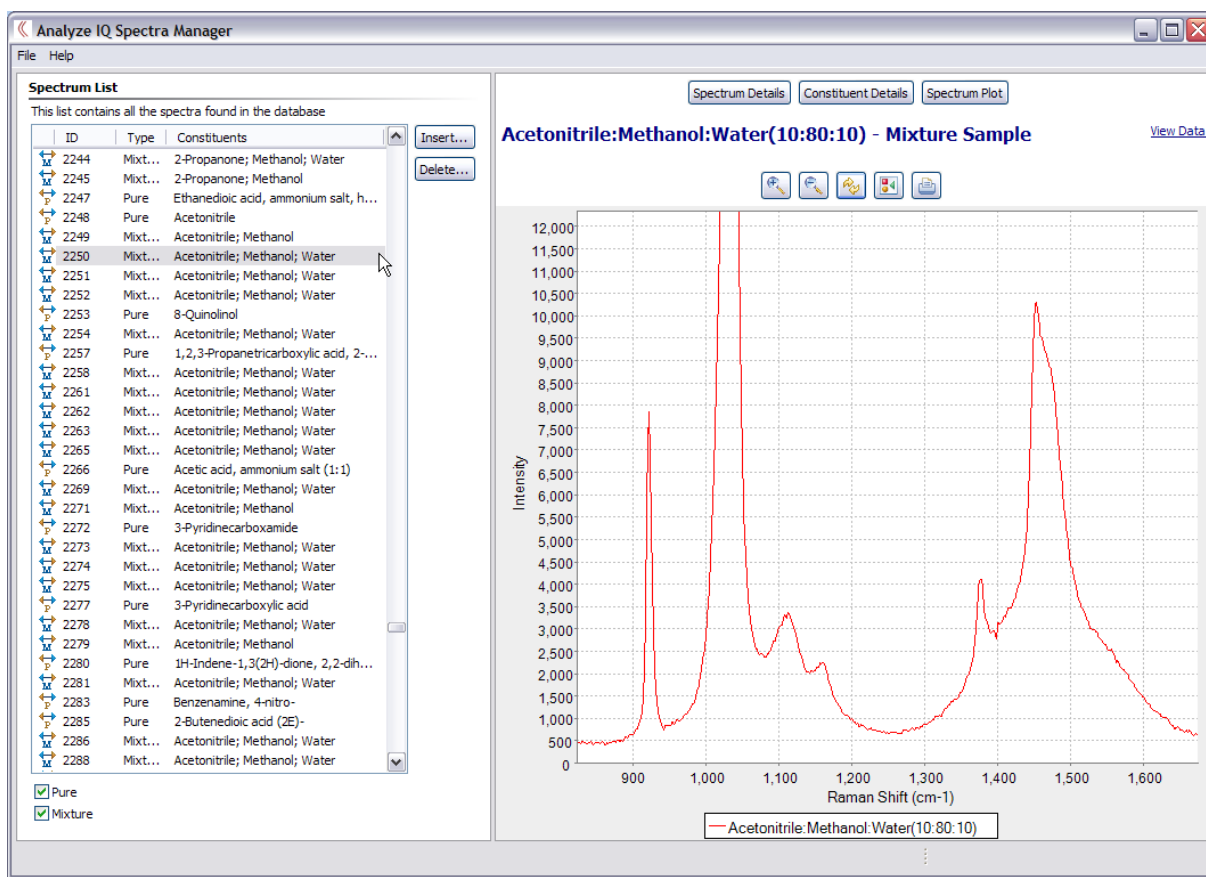 Analyze IQ Spectra Manager
File Help
Spectrum List
This list contains all the spectra found in the database
ID Type Constituents
2244 Mixt... 2-Propanone; Methanol; Water
2245 Mixt... 2-Propanone; Methanol
2247 Pure Ethanedioic acid, ammonium salt, h...
2248 Pure Acetonitrile
2249 Mixt... Acetonitrile; Methanol
2250 Mixt... Acetonitrile; Methanol; Water
2251 Mixt... Acetonitrile; Methanol; Water
2252 Mixt... Acetonitrile; Methanol; Water
2253 Pure 8-Quinolinol
2254 Mixt... Acetonitrile; Methanol; Water
2257 Pure 1,2,3-Propanetricarboxylic acid, 2-...
2258 Mixt... Acetonitrile; Methanol; Water
2261 Mixt... Acetonitrile; Methanol; Water
2262 Mixt... Acetonitrile; Methanol; Water
2263 Mixt... Acetonitrile; Methanol; Water
2265 Mixt... Acetonitrile; Methanol; Water
2266 Pure Acetic acid, ammonium salt (1:1)
2269 Mixt... Acetonitrile; Methanol; Water
2271 Mixt... Acetonitrile; Methanol
2272 Pure 3-Pyridinecarboxamide
2273 Mixt... Acetonitrile; Methanol; Water
2274 Mixt... Acetonitrile; Methanol; Water
2275 Mixt... Acetonitrile; Methanol; Water
2277 Pure 3-Pyridinecarboxylic acid
2278 Mixt... Acetonitrile; Methanol; Water
2279 Mixt... Acetonitrile; Methanol
2280 Pure 1H-Indene-1,3(2H)-dione, 2,2-dih...
2281 Mixt... Acetonitrile; Methanol; Water
2283 Pure Benzenamine, 4-nitro-
2285 Pure 2-Butenedioic acid (2E)-
2286 Mixt... Acetonitrile; Methanol; Water
2288 Mixt... Acetonitrile; Methanol; Water
Insert...
Delete...
Pure
Mixture
Spectrum Details Constituent Details Spectrum Plot
Acetonitrile:Methanol:Water(10:80:10) - Mixture Sample
View Data
12,000
11,500
11,000
10,500
10,000
9,500
9,000
8,500
8,000
7,500
7,000
6,500
6,000
5,500
5,000
4,500
4,000
3,500
3,000
2,500
2,000
1,500
1,000
500
0
Intensity
900 1,000 1,100 1,200 1,300 1,400 1,500 1,600
Raman Shift (cm-1)
Acetonitrile:Methanol:Water(10:80:10)